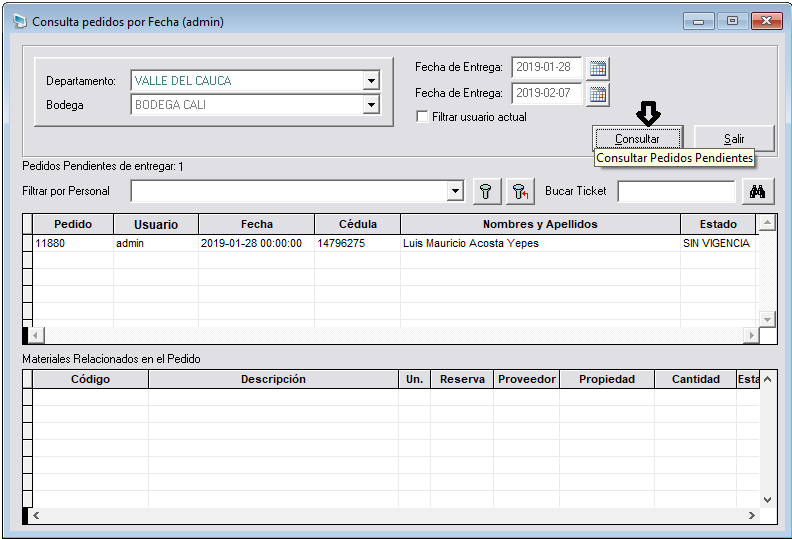 Consulta pedidos por Fecha (admin)
Departamento: VALLE DEL CAUCA
Bodega BODEGA CALI
Fecha de Entrega: 2019-01-28
Fecha de Entrega: 2019-02-07
Filtrar usuario actual
Consultar Salir
Consultar Pedidos Pendientes
Pedidos Pendientes de entregar: 1
Filtrar por Personal Bucar Ticket
Pedido Usuario Fecha Cédula Nombres y Apellidos Estado
11880 admin 2019-01-28 00:00:00 14796275 Luis Mauricio Acosta Yepes SIN VIGENCIA
Materiales Relacionados en el Pedido
Código Descripción Un. Reserva Proveedor Propiedad Cantidad Esta